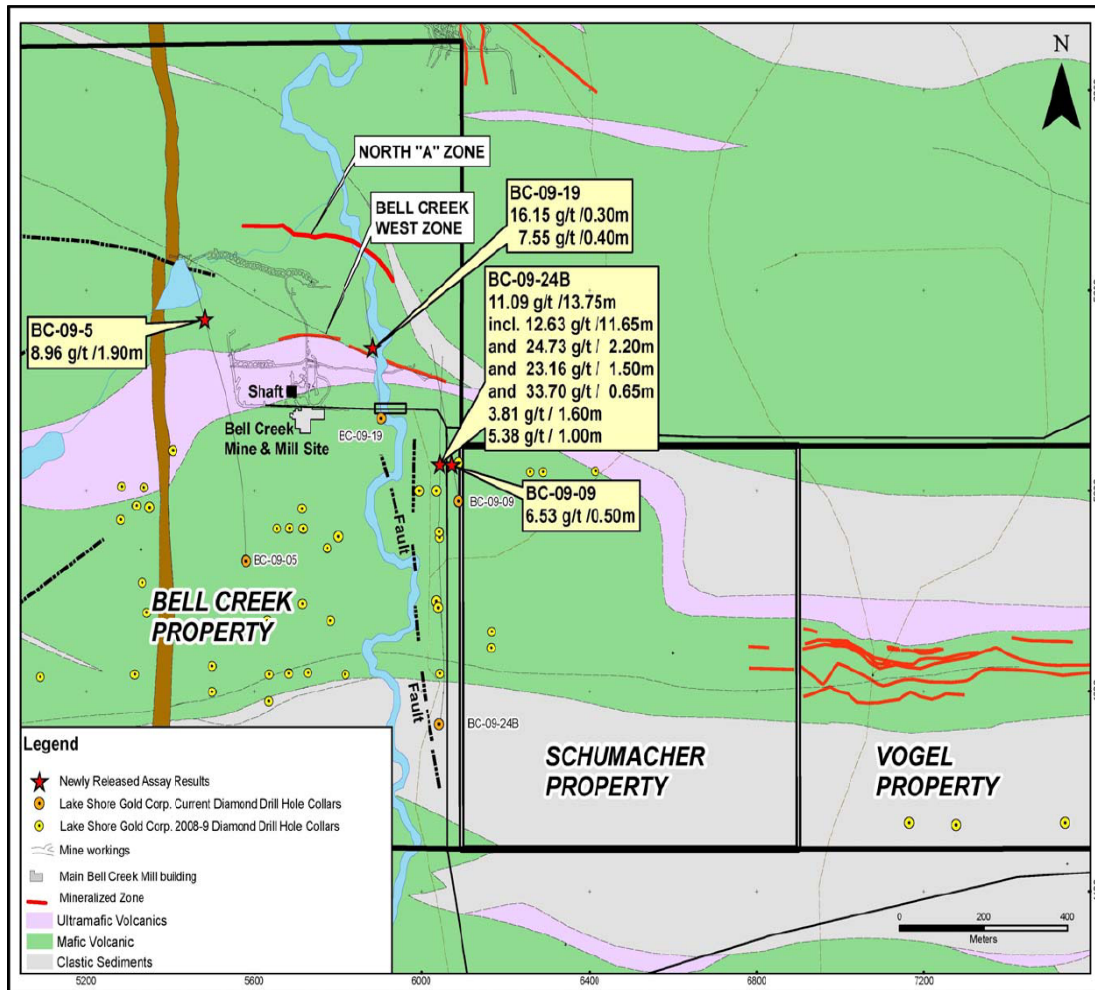 N
NORTH "A" ZONE
BELL CREEK
WEST ZONE
BC-09-19
16.15 g/t /0.30m
7.55 g/t /0.40m
BC-09-24B
11.09 g/t /13.75m
incl. 12.63 g/t /11.65m
and 24.73 g/t / 2.20m
and 23.16 g/t / 1.50m
and 33.70 g/t / 0.65m
3.81 g/t / 1.60m
5.38 g/t / 1.00m
BC-09-5
8.96 g/t /1.90m
Shaft
Bell Creek
Mine & Mill Site
BC-09-19
BC-09-09
6.53 g/t /0.50m
BC-09-09
Fault
BC-09-05
BELL CREEK
PROPERTY
Fault
BC-09-24B
SCHUMACHER
PROPERTY
VOGEL
PROPERTY
Legend
Newly Released Assay Results
Lake Shore Gold Corp. Current Diamond Drill Hole Collars
Lake Shore Gold Corp. 2008-9 Diamond Drill Hole Collars
Mine workings
Main Bell Creek Mill building
Mineralized Zone
Ultramafic Volcanics
Mafic Volcanic
Clastic Sediments
0 200 400
Meters
5200 5600 6000 6400 6800 7200